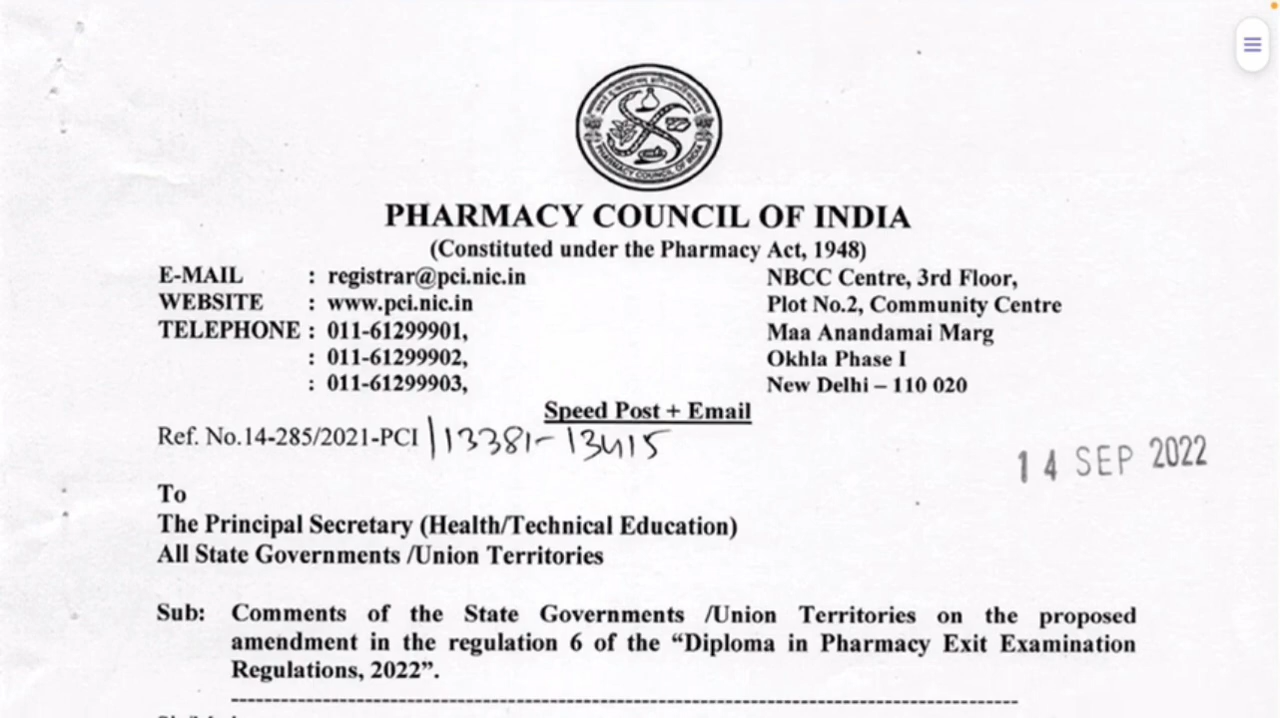 PHARMACY COUNCIL OF INDIA
PHARMACY COUNCIL OF INDIA
(Constituted under the Pharmacy Act, 1948)
E-MAIL : registrar@pci.nic.in
WEBSITE : www.pci.nic.in
TELEPHONE : 011-61299901,
: 011-61299902,
: 011-61299903,
NBCC Centre, 3rd Floor,
Plot No.2, Community Centre
Maa Anandamai Marg
Okhla Phase I
New Delhi – 110 020
Speed Post + Email
Ref. No.14-285/2021-PCI |13381-13415
14 SEP 2022
To
The Principal Secretary (Health/Technical Education)
All State Governments /Union Territories
Sub: Comments of the State Governments /Union Territories on the proposed
amendment in the regulation 6 of the “Diploma in Pharmacy Exit Examination
Regulations, 2022”.